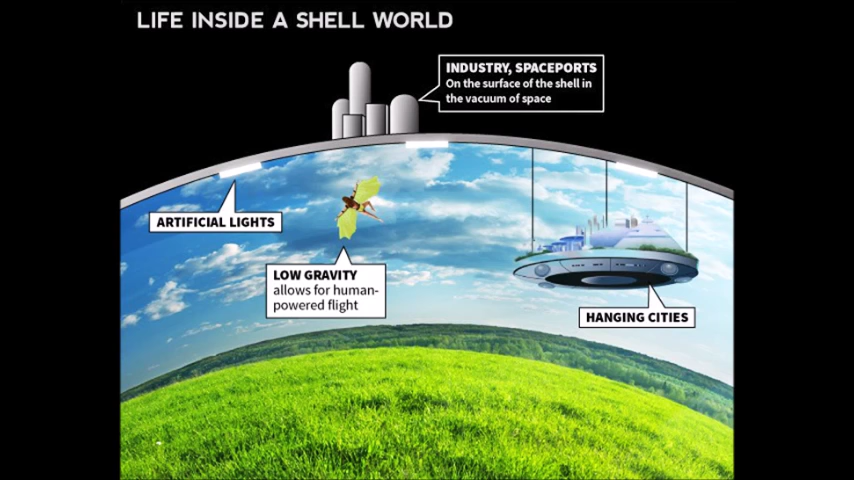 LIFE INSIDE A SHELL WORLD
INDUSTRY, SPACEPORTS
On the surface of the shell in
the vacuum of space
ARTIFICIAL LIGHTS
LOW GRAVITY
allows for human-
powered flight
HANGING CITIES